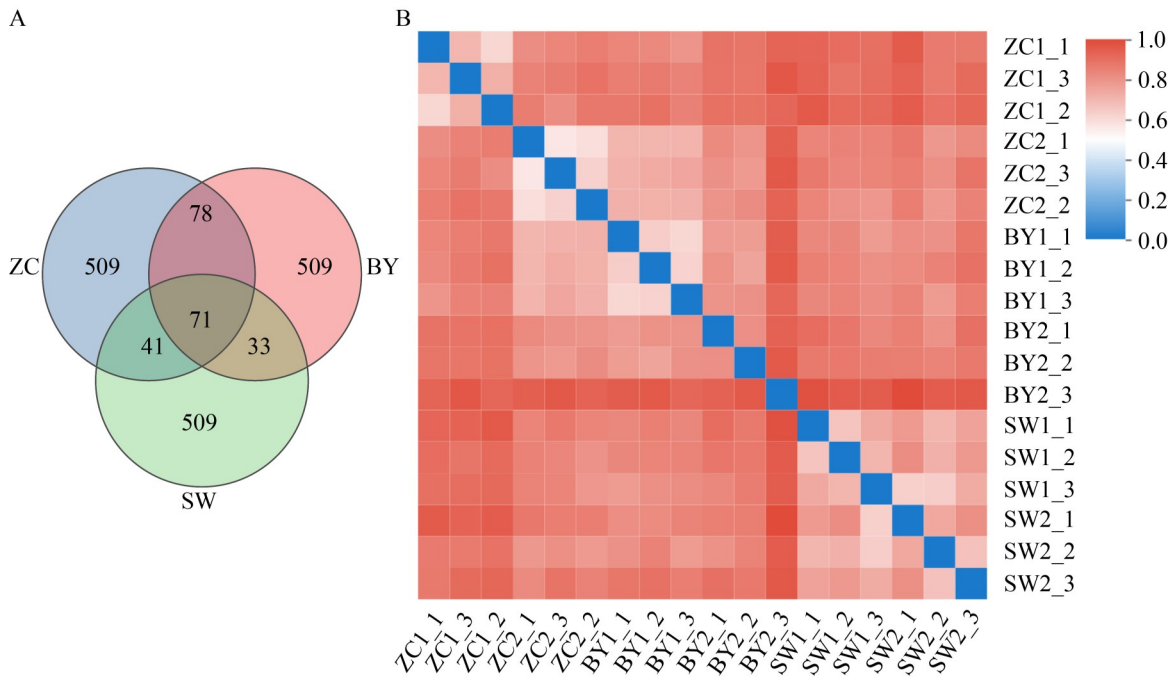 A
B
ZC
BY
SW
509
78
509
71
41
33
509
ZC1_1
ZC1_3
ZC1_2
ZC2_1
ZC2_3
ZC2_2
BY1_1
BY1_2
BY1_3
BY2_1
BY2_2
BY2_3
SW1_1
SW1_2
SW1_3
SW2_1
SW2_2
SW2_3
1.0
0.8
0.6
0.4
0.2
0.0
ZC1_1
ZC1_3
ZC1_2
ZC2_1
ZC2_3
ZC2_2
BY1_1
BY1_2
BY1_3
BY2_1
BY2_2
BY2_3
SW1_1
SW1_2
SW1_3
SW2_1
SW2_2
SW2_3